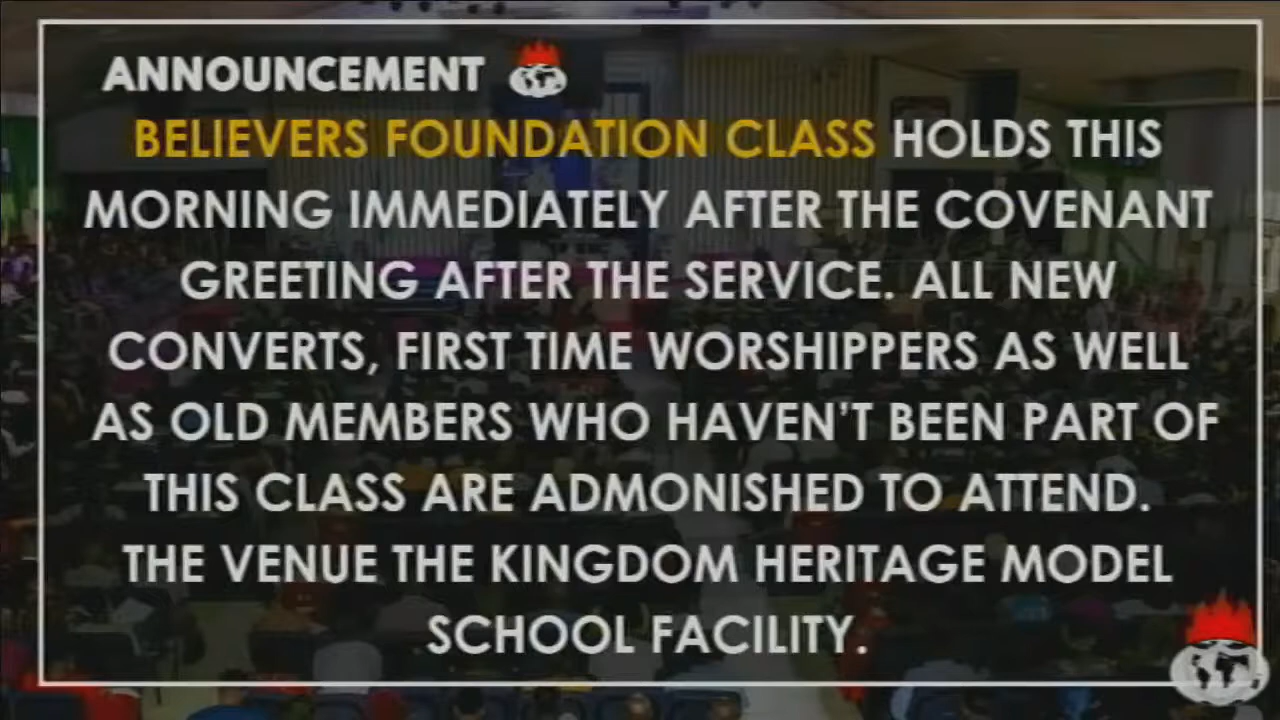 ANNOUNCEMENT
BELIEVERS FOUNDATION CLASS HOLDS THIS
MORNING IMMEDIATELY AFTER THE COVENANT
GREETING AFTER THE SERVICE. ALL NEW
CONVERTS, FIRST TIME WORSHIPPERS AS WELL
AS OLD MEMBERS WHO HAVEN'T BEEN PART OF
THIS CLASS ARE ADMONISHED TO ATTEND.
THE VENUE THE KINGDOM HERITAGE MODEL
SCHOOL FACILITY.